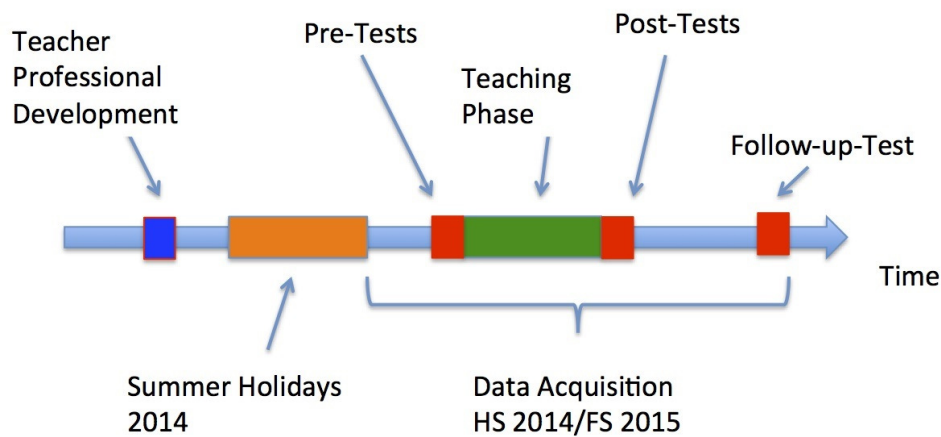 Teacher
Professional
Development
Pre-Tests
Teaching
Phase
Post-Tests
Follow-up-Test
Time
Summer Holidays
2014
Data Acquisition
HS 2014/FS 2015